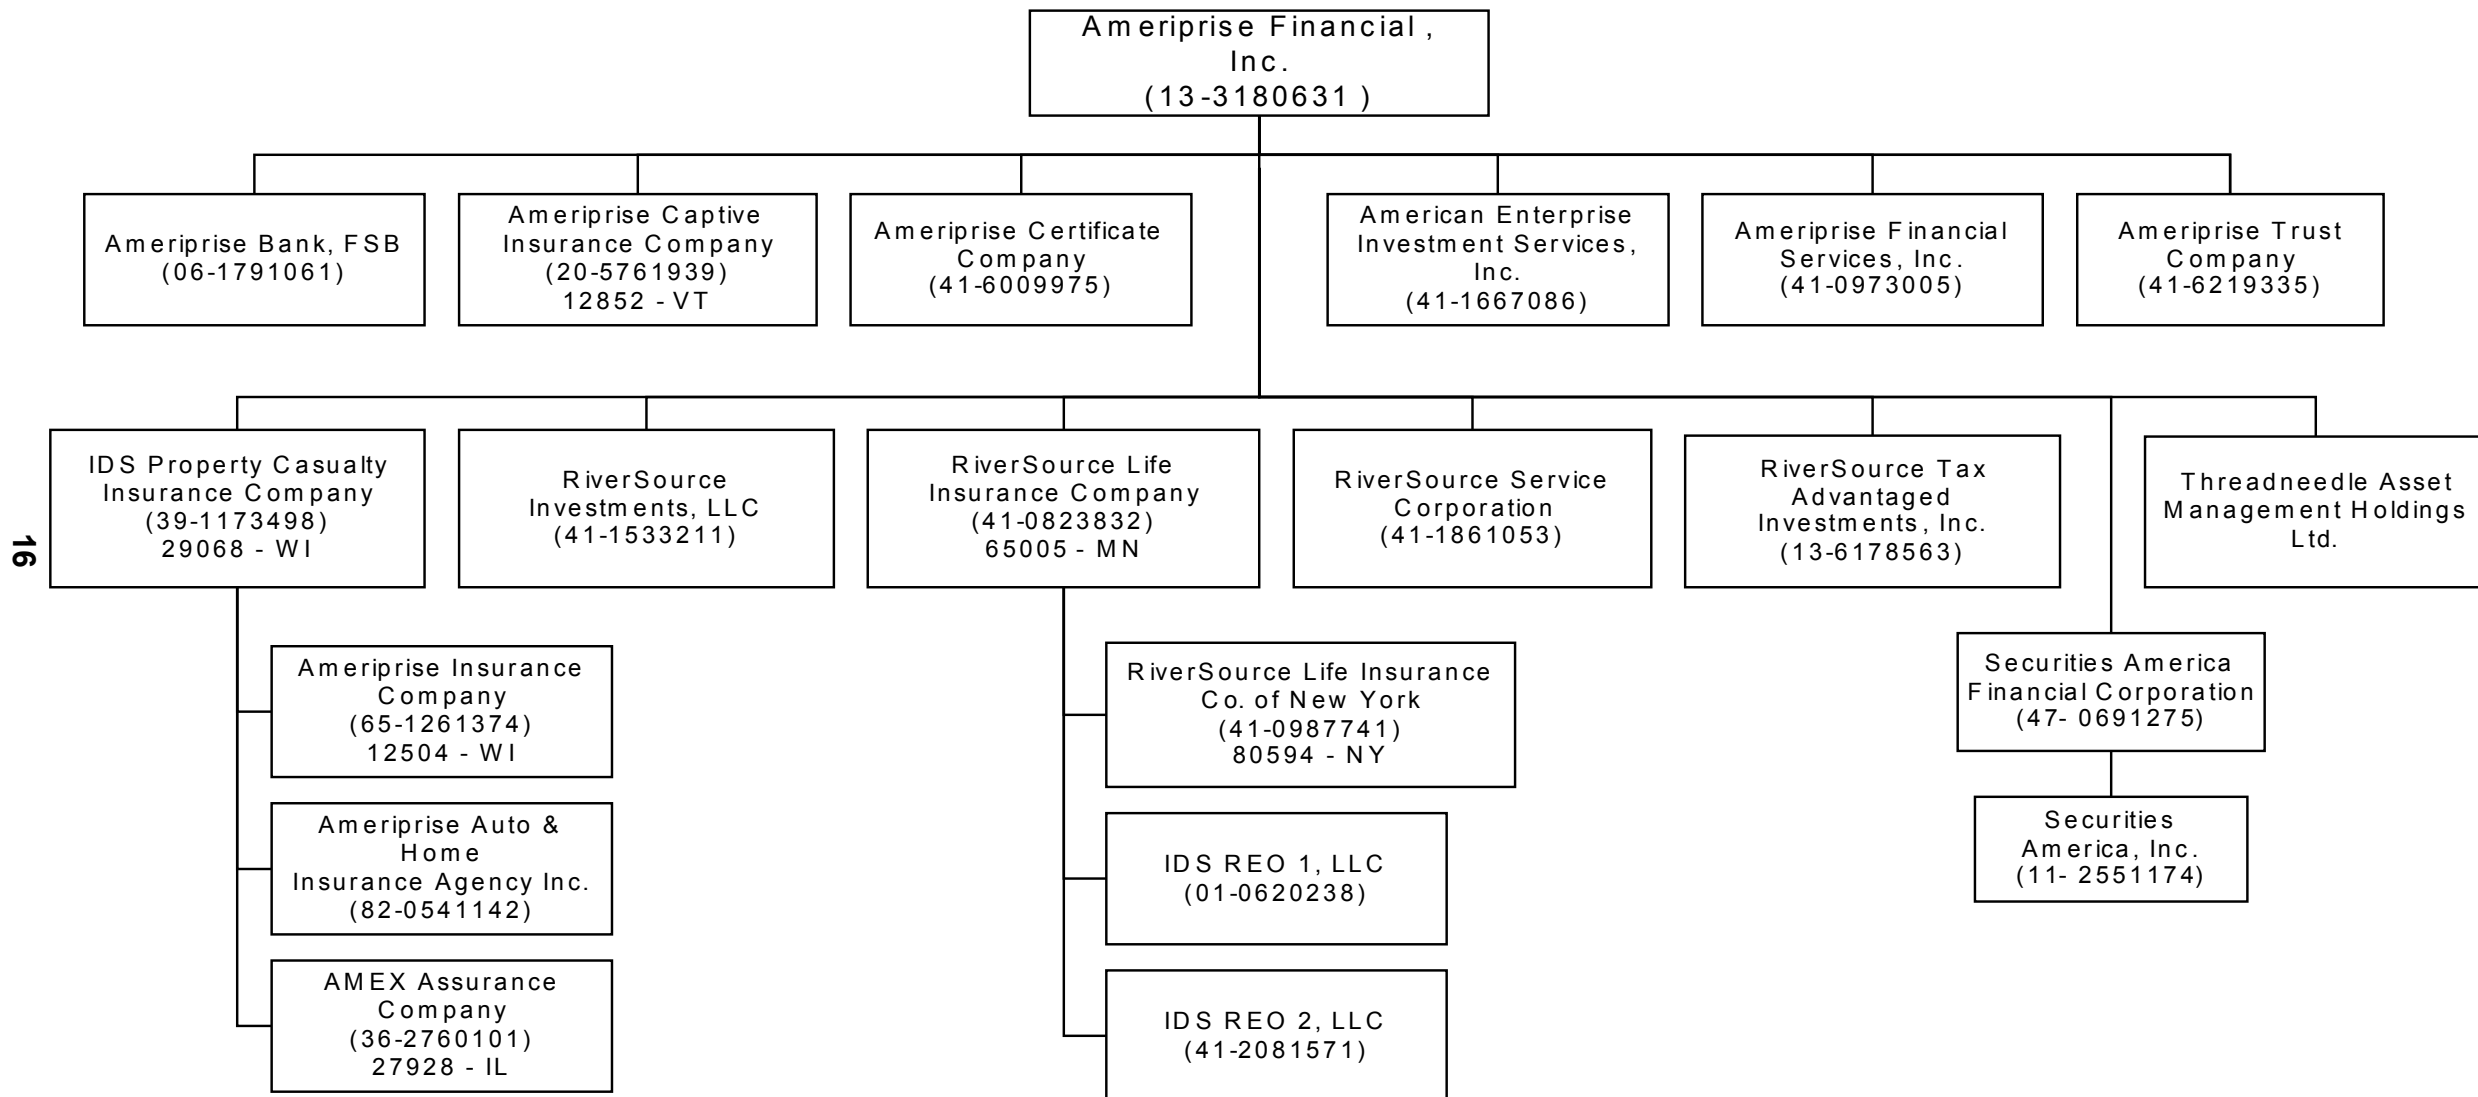 Ameriprise Financial ,
Inc.
(13-3180631 )
Ameriprise Bank, FSB
(06-1791061)
Ameriprise Captive
Insurance Company
(20-5761939)
12852 - VT
Ameriprise Certificate
Company
(41-6009975)
American Enterprise
Investment Services,
Inc.
(41-1667086)
Ameriprise Financial
Services, Inc.
(41-0973005)
Ameriprise Trust
Company
(41-6219335)
IDS Property Casualty
Insurance Company
(39-1173498)
29068 - WI
RiverSource
Investments, LLC
(41-1533211)
RiverSource Life
Insurance Company
(41-0823832)
65005 - MN
RiverSource Service
Corporation
(41-1861053)
RiverSource Tax
Advantaged
Investments, Inc.
(13-6178563)
Threadneedle Asset
Management Holdings
Ltd.
16
Ameriprise Insurance
Company
(65-1261374)
12504 - WI
Ameriprise Auto &
Home
Insurance Agency Inc.
(82-0541142)
AMEX Assurance
Company
(36-2760101)
27928 - IL
RiverSource Life Insurance
Co. of New York
(41-0987741)
80594 - NY
IDS REO 1, LLC
(01-0620238)
IDS REO 2, LLC
(41-2081571)
Securities America
Financial Corporation
(47- 0691275)
Securities
America, Inc.
(11- 2551174)